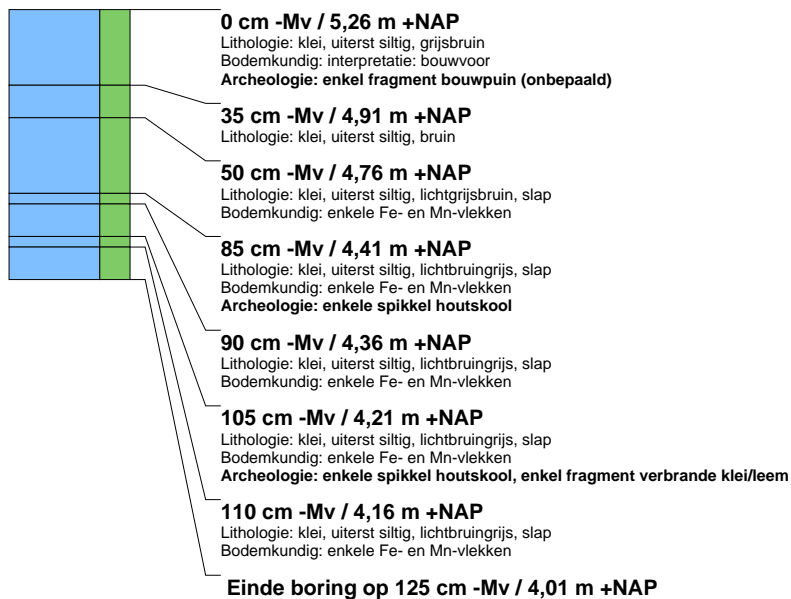 0 cm -Mv / 5,26 m +NAP
Lithologie: klei, uiterst siltig, grijsbruin
Bodemkundig: interpretatie: bouwvoor
Archeologie: enkel fragment bouwpuin (onbepaald)
35 cm -Mv / 4,91 m +NAP
Lithologie: klei, uiterst siltig, bruin
50 cm -Mv / 4,76 m +NAP
Lithologie: klei, uiterst siltig, lichtgrijsbruin, slap
Bodemkundig: enkele Fe- en Mn-vlekken
85 cm -Mv / 4,41 m +NAP
Lithologie: klei, uiterst siltig, lichtbruingrijs, slap
Bodemkundig: enkele Fe- en Mn-vlekken
Archeologie: enkele spikkel houtskool
90 cm -Mv / 4,36 m +NAP
Lithologie: klei, uiterst siltig, lichtbruingrijs, slap
Bodemkundig: enkele Fe- en Mn-vlekken
105 cm -Mv / 4,21 m +NAP
Lithologie: klei, uiterst siltig, lichtbruingrijs, slap
Bodemkundig: enkele Fe- en Mn-vlekken
Archeologie: enkele spikkel houtskool, enkel fragment verbrande klei/leem
110 cm -Mv / 4,16 m +NAP
Lithologie: klei, uiterst siltig, lichtbruingrijs, slap
Bodemkundig: enkele Fe- en Mn-vlekken
Einde boring op 125 cm -Mv / 4,01 m +NAP